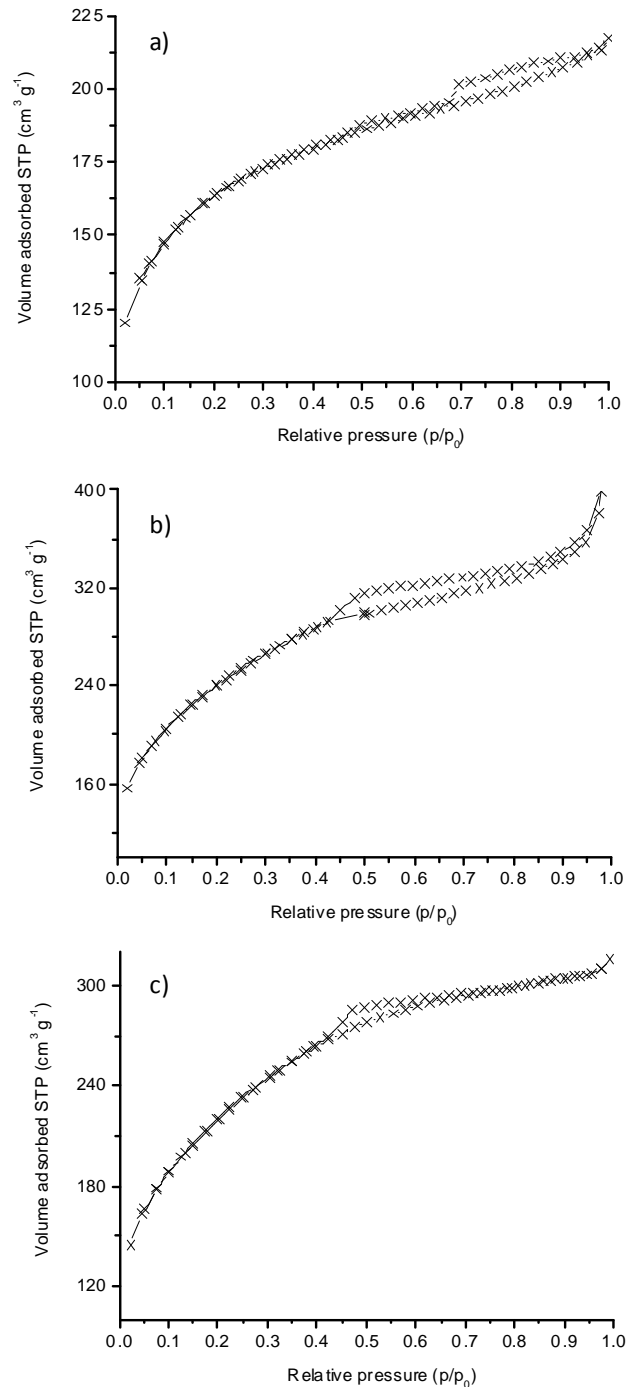 a)
Volume adsorbed STP (cm³ g⁻¹)
225
200
175
150
125
100
0.0 0.1 0.2 0.3 0.4 0.5 0.6 0.7 0.8 0.9 1.0
Relative pressure (p/p₀)
b)
Volume adsorbed STP (cm³ g⁻¹)
400
320
240
160
0.0 0.1 0.2 0.3 0.4 0.5 0.6 0.7 0.8 0.9 1.0
Relative pressure (p/p₀)
c)
Volume adsorbed STP (cm³ g⁻¹)
300
240
180
120
0.0 0.1 0.2 0.3 0.4 0.5 0.6 0.7 0.8 0.9 1.0
Relative pressure (p/p₀)